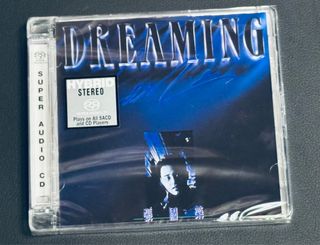 DREAMING
HYBRID
STEREO
Plays on All SACD
and CD Players
SUPER AUDIO CD
張國榮